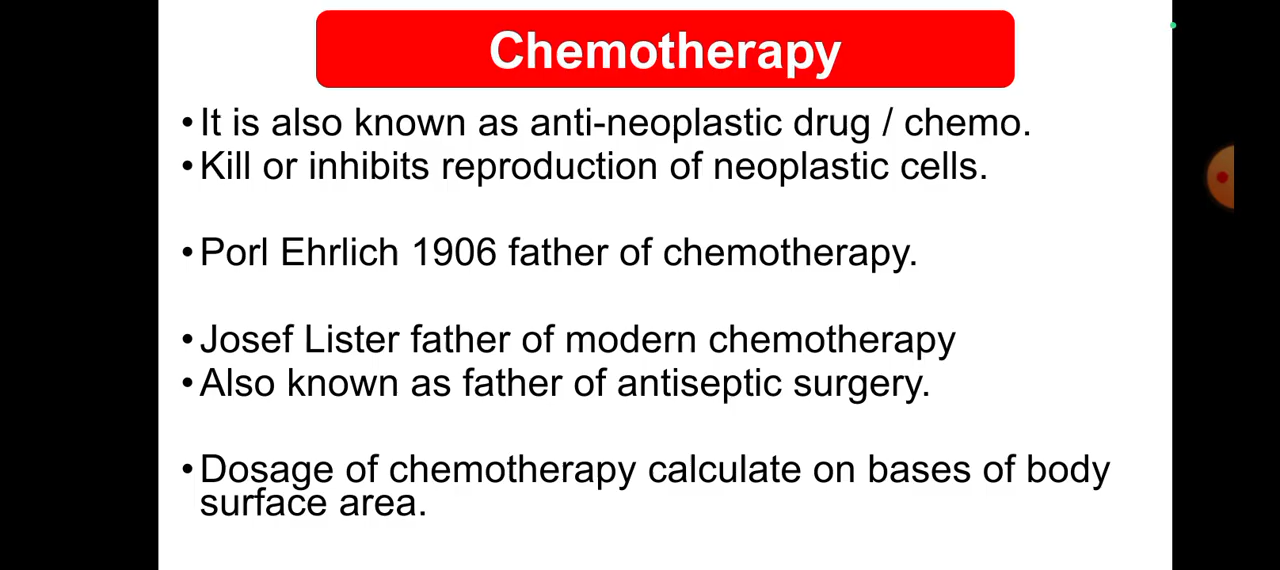 Chemotherapy
•It is also known as anti-neoplastic drug / chemo.
•Kill or inhibits reproduction of neoplastic cells.
•Porl Ehrlich 1906 father of chemotherapy.
•Josef Lister father of modern chemotherapy
•Also known as father of antiseptic surgery.
•Dosage of chemotherapy calculate on bases of body
surface area.